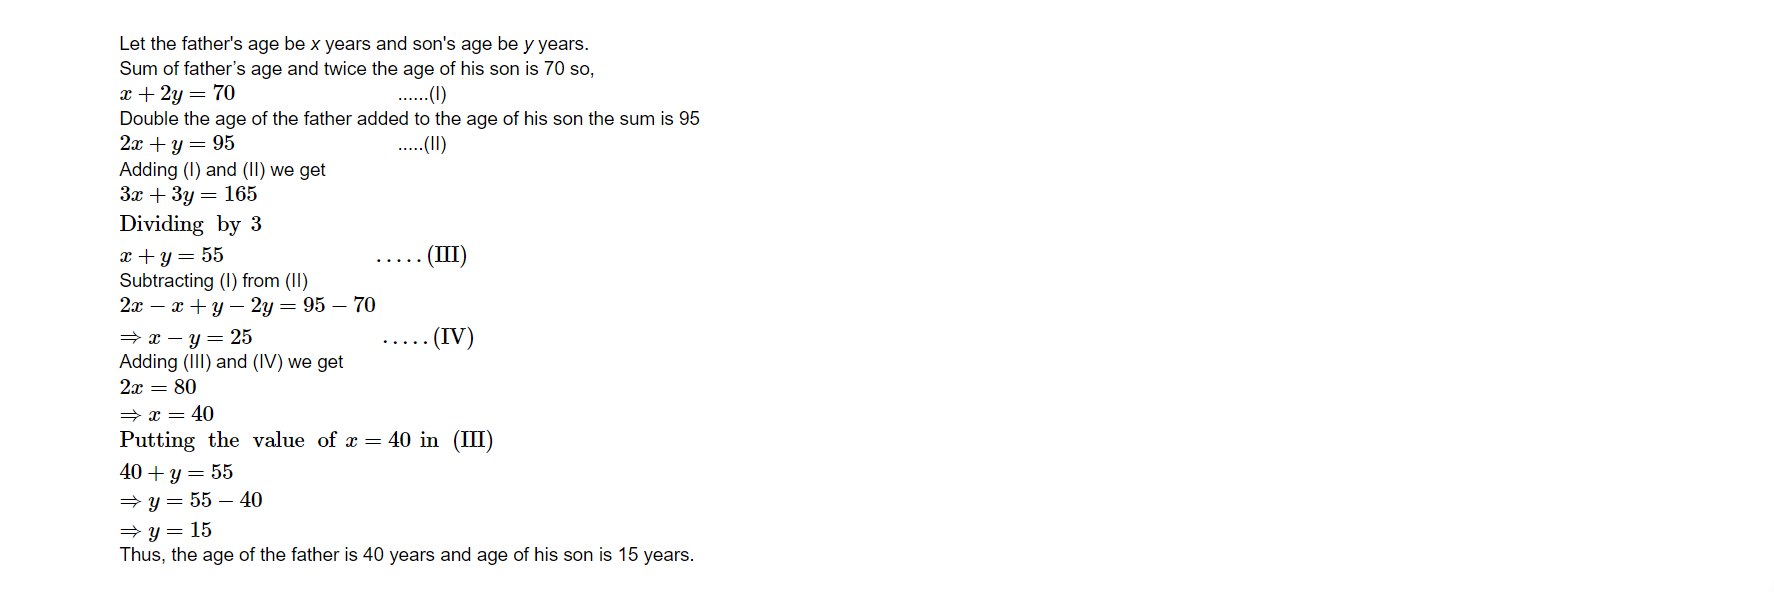 Let the father's age be x years and son's age be y years.
Sum of father's age and twice the age of his son is 70 so,
x + 2y = 70 ......(I)
Double the age of the father added to the age of his son the sum is 95
2x + y = 95 .....(II)
Adding (I) and (II) we get
3x + 3y = 165
Dividing by 3
x + y = 55 .....(III)
Subtracting (I) from (II)
2x − x + y − 2y = 95 − 70
⇒ x − y = 25 .....(IV)
Adding (III) and (IV) we get
2x = 80
⇒ x = 40
Putting the value of x = 40 in (III)
40 + y = 55
⇒ y = 55 − 40
⇒ y = 15
Thus, the age of the father is 40 years and age of his son is 15 years.